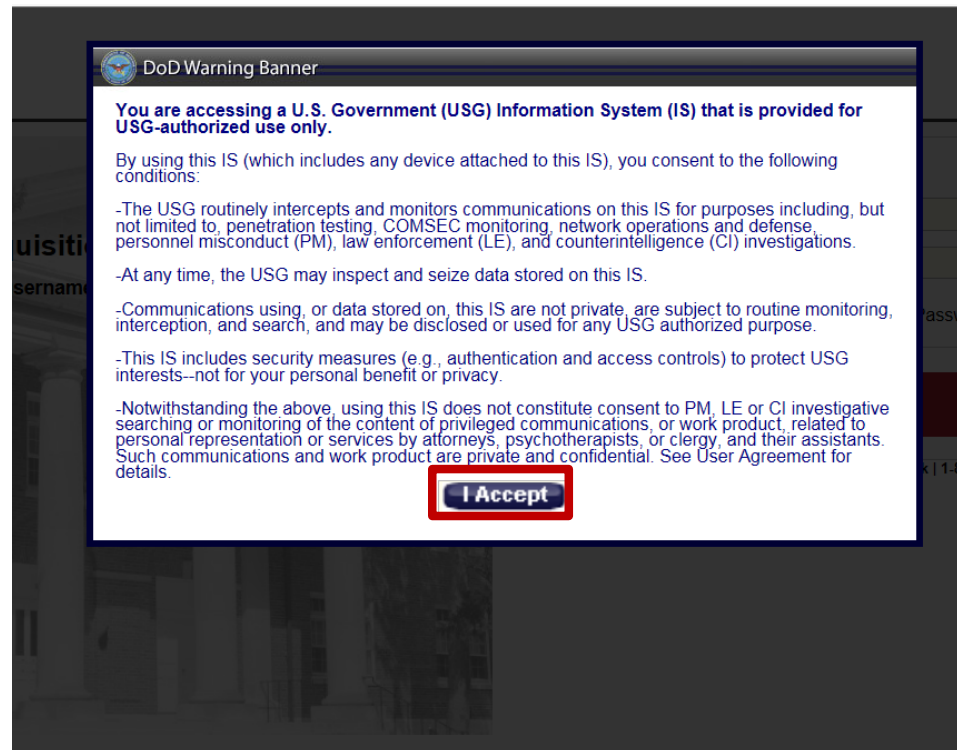 DoD Warning Banner
You are accessing a U.S. Government (USG) Information System (IS) that is provided for
USG-authorized use only.
By using this IS (which includes any device attached to this IS), you consent to the following
conditions:
-The USG routinely intercepts and monitors communications on this IS for purposes including, but
not limited to, penetration testing, COMSEC monitoring, network operations and defense,
personnel misconduct (PM), law enforcement (LE), and counterintelligence (CI) investigations.
-At any time, the USG may inspect and seize data stored on this IS.
-Communications using, or data stored on, this IS are not private, are subject to routine monitoring,
interception, and search, and may be disclosed or used for any USG authorized purpose.
-This IS includes security measures (e.g., authentication and access controls) to protect USG
interests--not for your personal benefit or privacy.
-Notwithstanding the above, using this IS does not constitute consent to PM, LE or CI investigative
searching or monitoring of the content of privileged communications, or work product, related to
personal representation or services by attorneys, psychotherapists, or clergy, and their assistants.
Such communications and work product are private and confidential. See User Agreement for
details.
I Accept
uisiti
sername